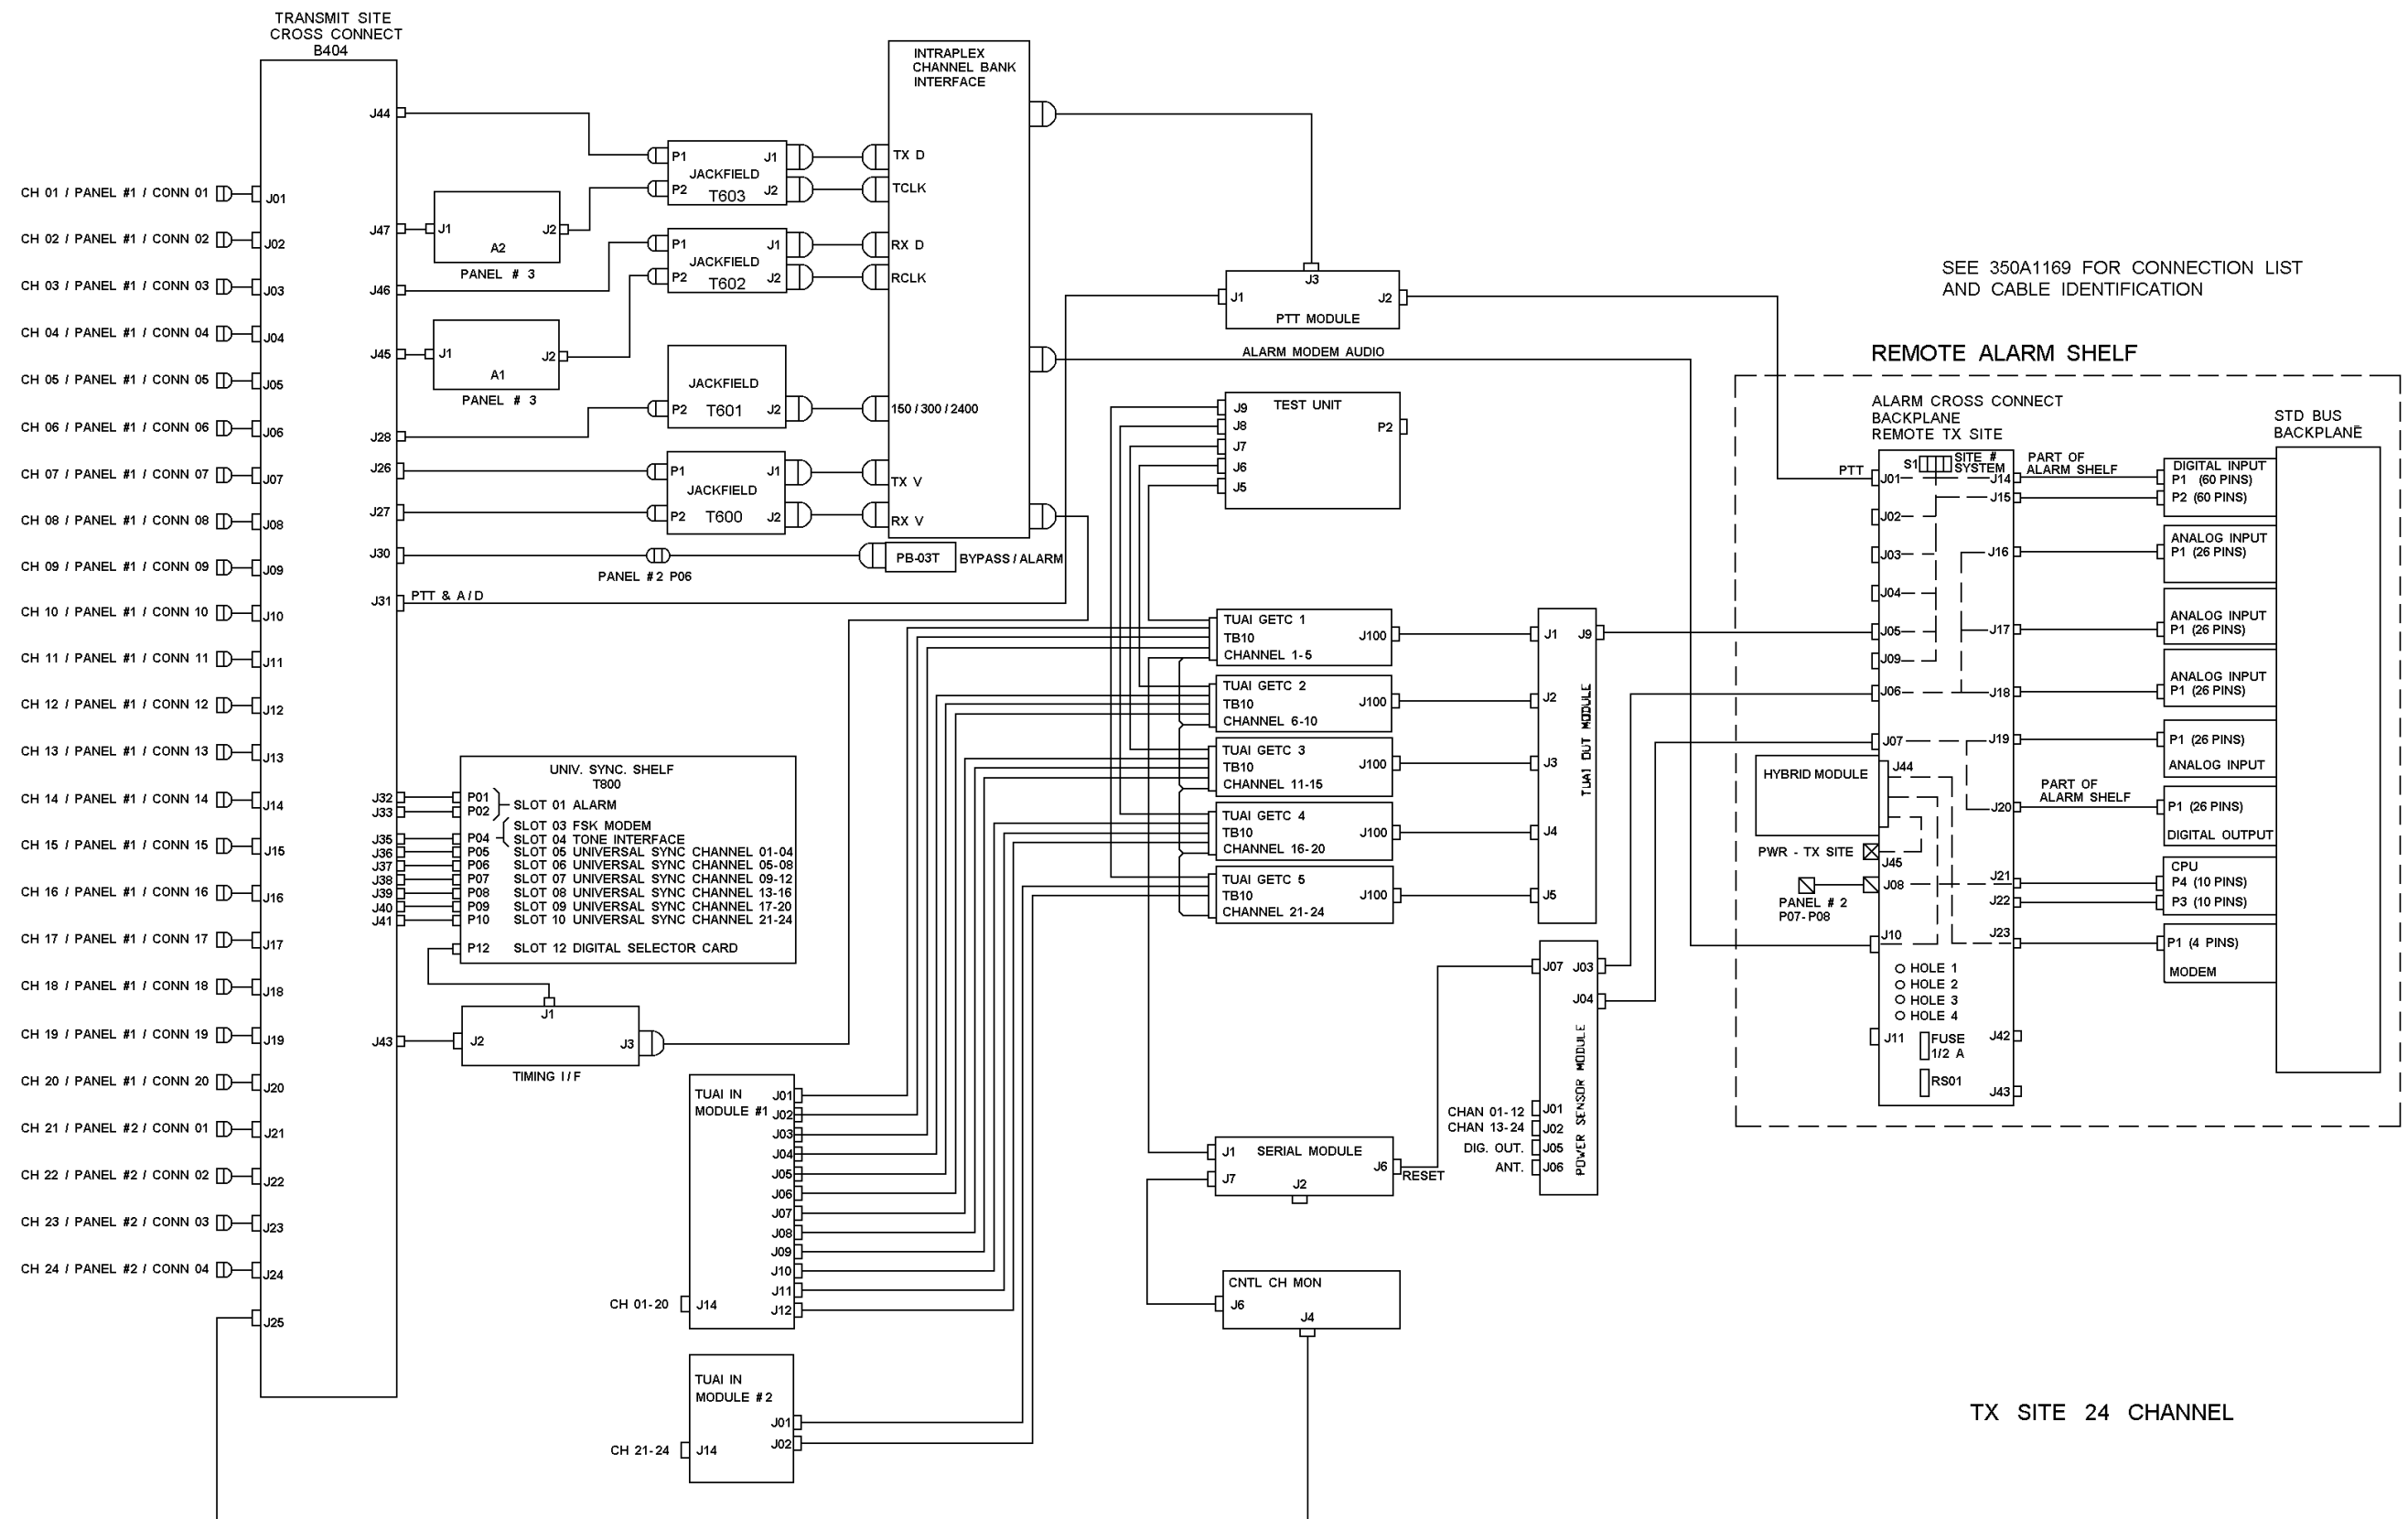 TRANSMIT SITE
CROSS CONNECT
B404
CH 01 / PANEL #1 / CONN 01
J01
CH 02 / PANEL #1 / CONN 02
J02
CH 03 / PANEL #1 / CONN 03
J03
CH 04 / PANEL #1 / CONN 04
J04
CH 05 / PANEL #1 / CONN 05
J05
CH 06 / PANEL #1 / CONN 06
J06
CH 07 / PANEL #1 / CONN 07
J07
CH 08 / PANEL #1 / CONN 08
J08
CH 09 / PANEL #1 / CONN 09
J09
CH 10 / PANEL #1 / CONN 10
J10
CH 11 / PANEL #1 / CONN 11
J11
CH 12 / PANEL #1 / CONN 12
J12
CH 13 / PANEL #1 / CONN 13
J13
CH 14 / PANEL #1 / CONN 14
J14
CH 15 / PANEL #1 / CONN 15
J15
CH 16 / PANEL #1 / CONN 16
J16
CH 17 / PANEL #1 / CONN 17
J17
CH 18 / PANEL #1 / CONN 18
J18
CH 19 / PANEL #1 / CONN 19
J19
CH 20 / PANEL #1 / CONN 20
J20
CH 21 / PANEL #2 / CONN 01
J21
CH 22 / PANEL #2 / CONN 02
J22
CH 23 / PANEL #2 / CONN 03
J23
CH 24 / PANEL #2 / CONN 04
J24
J25
J44
J47
J46
J45
J28
J26
J27
J30
J31
PTT & A/D
J32
J33
J35
J36
J37
J38
J39
J40
J41
J43
J1
J2
A2
PANEL # 3
J1
J2
A1
PANEL # 3
P1
J1
JACKFIELD
P2
T603
J2
P1
J1
JACKFIELD
P2
T602
J2
JACKFIELD
P2
T601
J2
P1
J1
JACKFIELD
P2
T600
J2
PANEL #2 P06
PB-03T
BYPASS / ALARM
INTRAPLEX
CHANNEL BANK
INTERFACE
TX D
TCLK
RX D
RCLK
150 / 300 / 2400
TX V
RX V
UNIV. SYNC. SHELF
T800
P01
P02
SLOT 01 ALARM
SLOT 03 FSK MODEM
P04
SLOT 04 TONE INTERFACE
P05 SLOT 05 UNIVERSAL SYNC CHANNEL 01-04
P06 SLOT 06 UNIVERSAL SYNC CHANNEL 05-08
P07 SLOT 07 UNIVERSAL SYNC CHANNEL 09-12
P08 SLOT 08 UNIVERSAL SYNC CHANNEL 13-16
P09 SLOT 09 UNIVERSAL SYNC CHANNEL 17-20
P10 SLOT 10 UNIVERSAL SYNC CHANNEL 21-24
P12 SLOT 12 DIGITAL SELECTOR CARD
J1
J2
J3
TIMING I/F
TUAI IN
MODULE #1
J01
J02
J03
J04
J05
J06
J07
J08
J09
J10
J11
J12
CH 01-20
J14
TUAI IN
MODULE #2
J01
J02
CH 21-24
J14
J3
J1
J2
PTT MODULE
ALARM MODEM AUDIO
TEST UNIT
J9
J8
J7
J6
J5
P2
TUAI GETC 1
TB10
CHANNEL 1-5
J100
TUAI GETC 2
TB10
CHANNEL 6-10
J100
TUAI GETC 3
TB10
CHANNEL 11-15
J100
TUAI GETC 4
TB10
CHANNEL 16-20
J100
TUAI GETC 5
TB10
CHANNEL 21-24
J100
J1
J9
J2
J3
J4
J5
TUAI OUT MODULE
J07
J03
J04
POWER SENSOR MODULE
CHAN 01-12 J01
CHAN 13-24 J02
DIG. OUT. J05
ANT. J06
J1
SERIAL MODULE
J6
RESET
J7
J2
CNTL CH MON
J6
J4
SEE 350A1169 FOR CONNECTION LIST
AND CABLE IDENTIFICATION
REMOTE ALARM SHELF
ALARM CROSS CONNECT
BACKPLANE
REMOTE TX SITE
S1
SITE #
SYSTEM
PTT
J01
J14
J15
J02
J03
J16
J04
J05
J17
J09
J06
J18
J07
J19
HYBRID MODULE
J44
J20
PWR - TX SITE
J45
J08
J21
J22
PANEL # 2
P07-P08
J10
J23
HOLE 1
HOLE 2
HOLE 3
HOLE 4
J11
FUSE
1/2 A
J42
RS01
J43
PART OF
ALARM SHELF
PART OF
ALARM SHELF
STD BUS
BACKPLANE
DIGITAL INPUT
P1 (60 PINS)
P2 (60 PINS)
ANALOG INPUT
P1 (26 PINS)
ANALOG INPUT
P1 (26 PINS)
ANALOG INPUT
P1 (26 PINS)
P1 (26 PINS)
ANALOG INPUT
P1 (26 PINS)
DIGITAL OUTPUT
CPU
P4 (10 PINS)
P3 (10 PINS)
P1 (4 PINS)
MODEM
TX SITE 24 CHANNEL